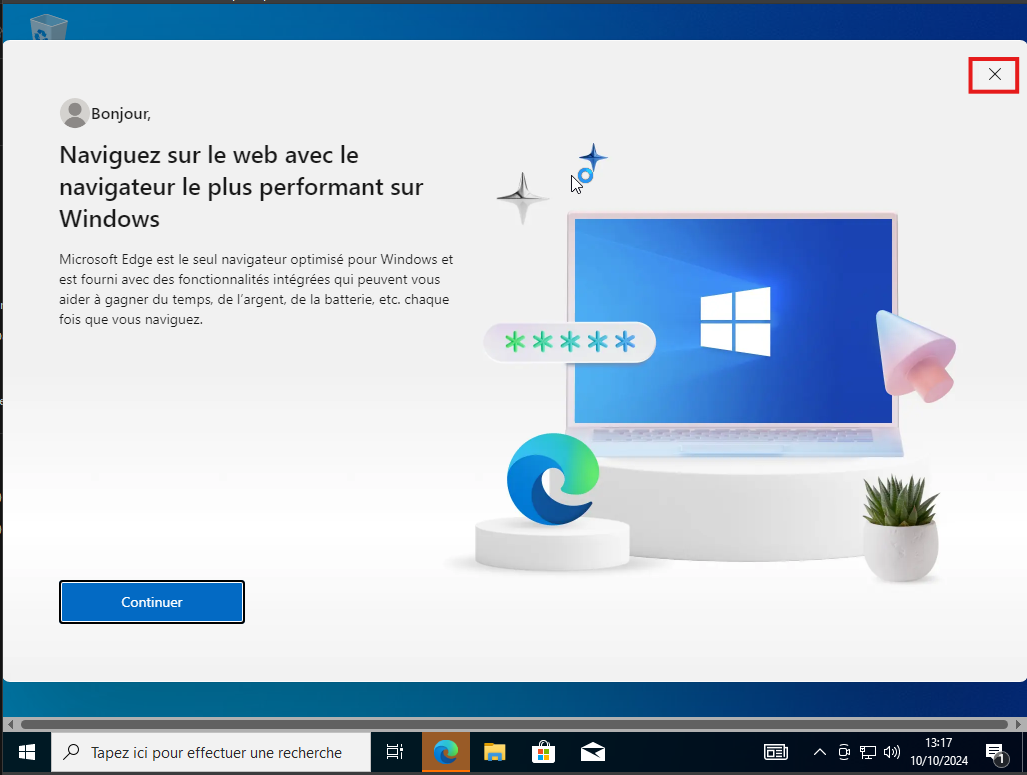 Bonjour,
Naviguez sur le web avec le
navigateur le plus performant sur
Windows
Microsoft Edge est le seul navigateur optimisé pour Windows et
est fourni avec des fonctionnalités intégrées qui peuvent vous
aider à gagner du temps, de l’argent, de la batterie, etc. chaque
fois que vous naviguez.
Continuer
Tapez ici pour effectuer une recherche
13:17
10/10/2024
1